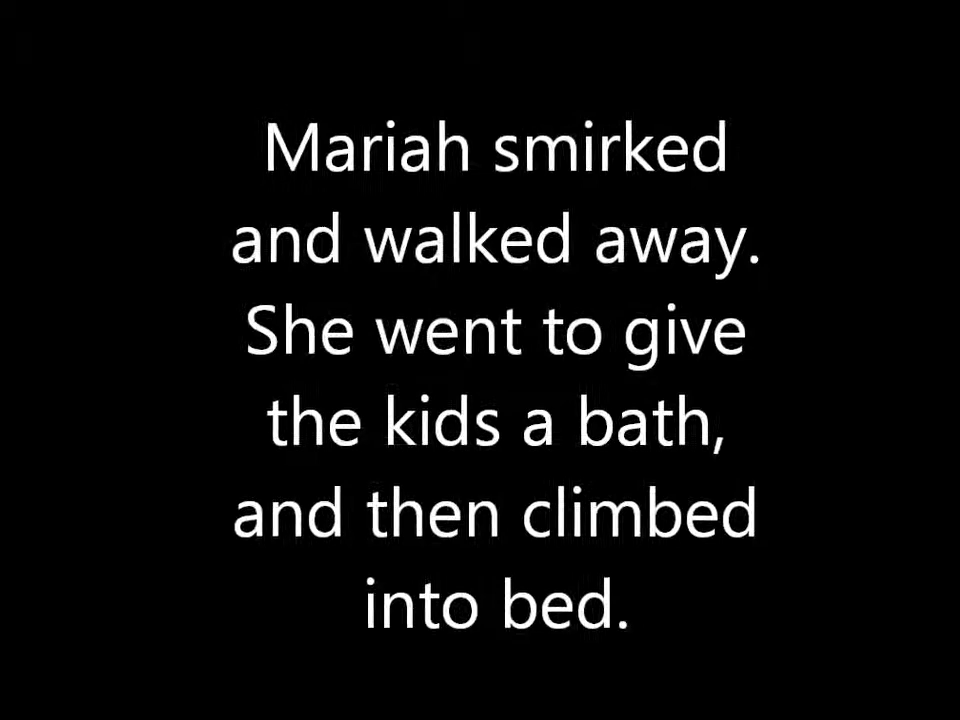 Mariah smirked
and walked away.
She went to give
the kids a bath,
and then climbed
into bed.